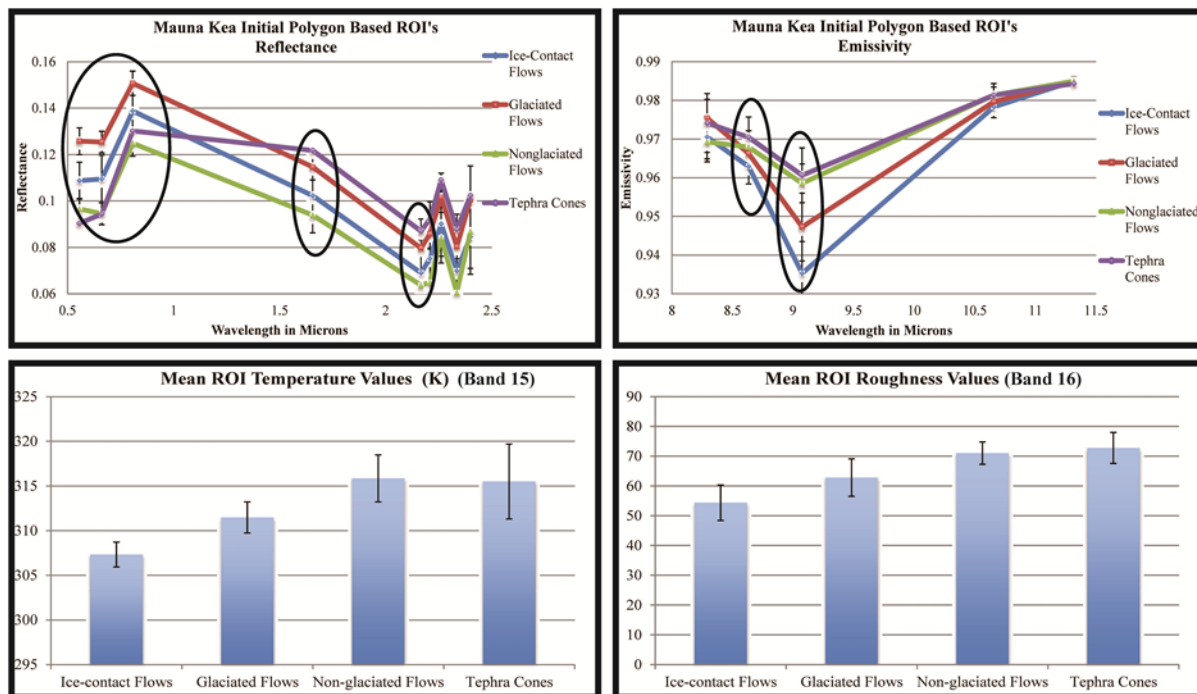 Mauna Kea Initial Polygon Based ROI's
Reflectance
0.16
0.14
0.12
0.1
0.08
0.06
Reflectance
0.5
1
1.5
2
2.5
Wavelength in Microns
Ice-Contact
Flows
Glaciated
Flows
Nonglaciated
Flows
Tephra Cones
Mauna Kea Initial Polygon Based ROI's
Emissivity
0.99
0.98
0.97
0.96
0.95
0.94
0.93
Emissivity
8
8.5
9
9.5
10
10.5
11
11.5
Wavelength in Microns
Ice-Contact
Flows
Glaciated
Flows
Nonglaciated
Flows
Tephra
Cones
Mean ROI Temperature Values (K) (Band 15)
325
320
315
310
305
300
295
Ice-contact Flows
Glaciated Flows
Non-glaciated Flows
Tephra Cones
Mean ROI Roughness Values (Band 16)
90
80
70
60
50
40
30
20
10
0
Ice-contact Flows
Glaciated Flows
Non-glaciated Flows
Tephra Cones